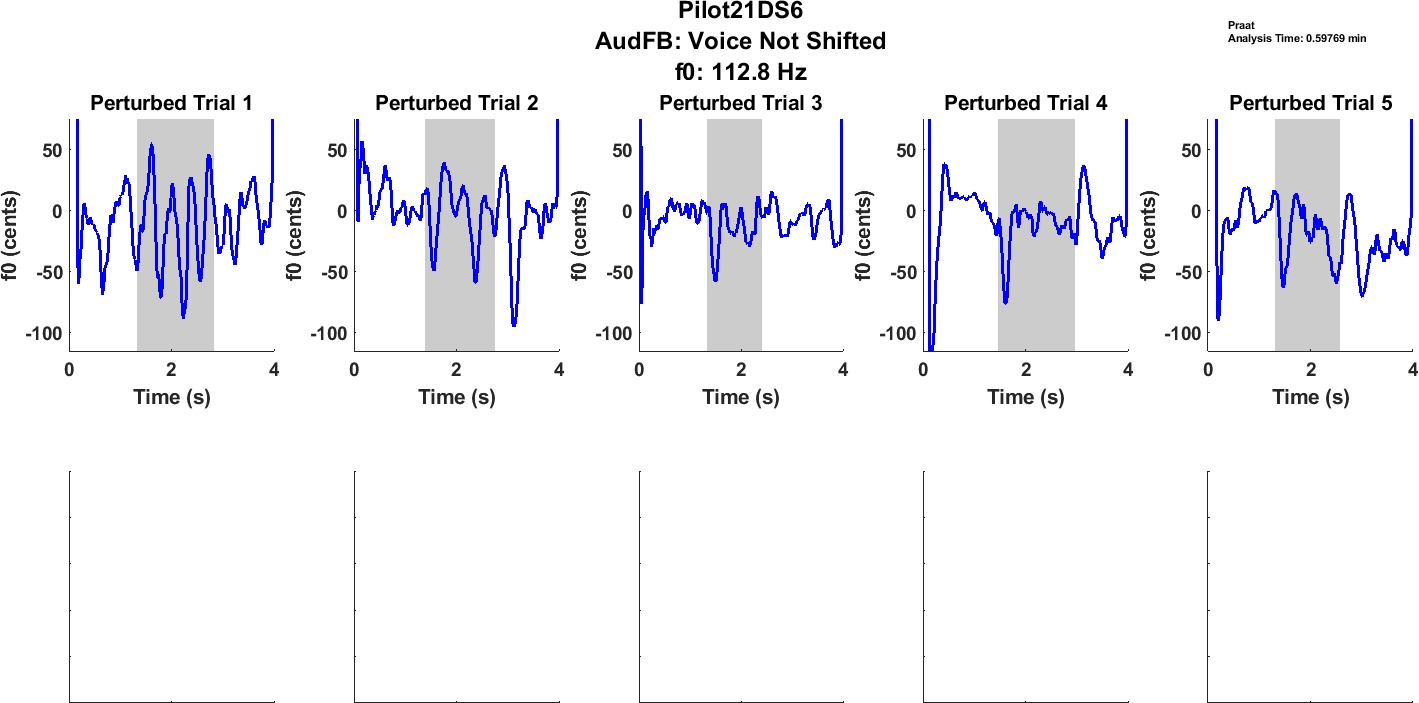 Pilot21DS6
AudFB: Voice Not Shifted
f0: 112.8 Hz
Praat
Analysis Time: 0.59769 min
Perturbed Trial 1
50
0
-50
-100
f0 (cents)
0 2 4
Time (s)
Perturbed Trial 2
50
0
-50
-100
f0 (cents)
0 2 4
Time (s)
Perturbed Trial 3
50
0
-50
-100
f0 (cents)
0 2 4
Time (s)
Perturbed Trial 4
50
0
-50
-100
f0 (cents)
0 2 4
Time (s)
Perturbed Trial 5
50
0
-50
-100
f0 (cents)
0 2 4
Time (s)